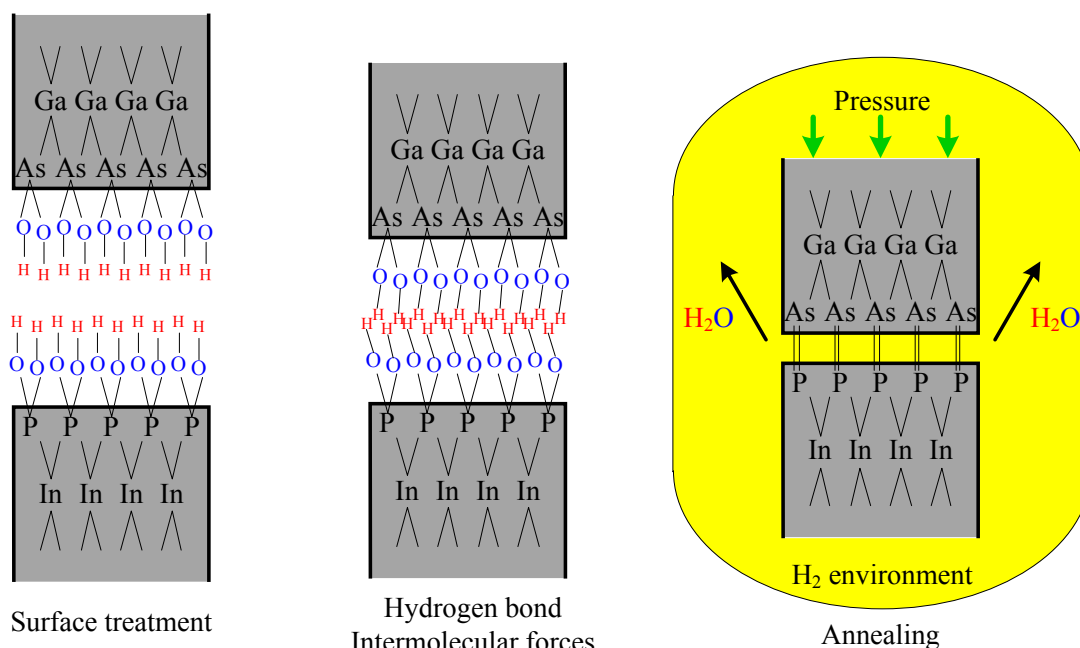 Ga Ga Ga Ga
As As As As As
O O O O O O O O O O
H H H H H H H H H H
H H H H H H H H H H
O O O O O O O O O O
P P P P P
In In In In
Surface treatment
Ga Ga Ga Ga
As As As As As
O O O O O O O O O O
H H H H H H H H H H
H H H H H H H H H H
O O O O O O O O O O
P P P P P
In In In In
Hydrogen bond
Intermolecular forces
Pressure
Ga Ga Ga Ga
As As As As As
H₂O H₂O
P P P P P
In In In In
H₂ environment
Annealing